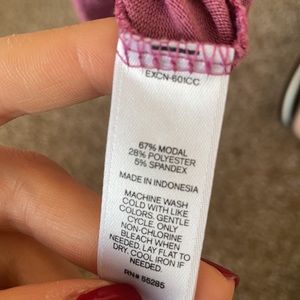 EXCN-601CC
67% MODAL
28% POLYESTER
5% SPANDEX
MADE IN INDONESIA
MACHINE WASH
COLD WITH LIKE
COLORS, GENTLE
CYCLE, ONLY
NON-CHLORINE
BLEACH WHEN
NEEDED, LAY FLAT TO
DRY, COOL IRON IF
NEEDED.
RN# 55285